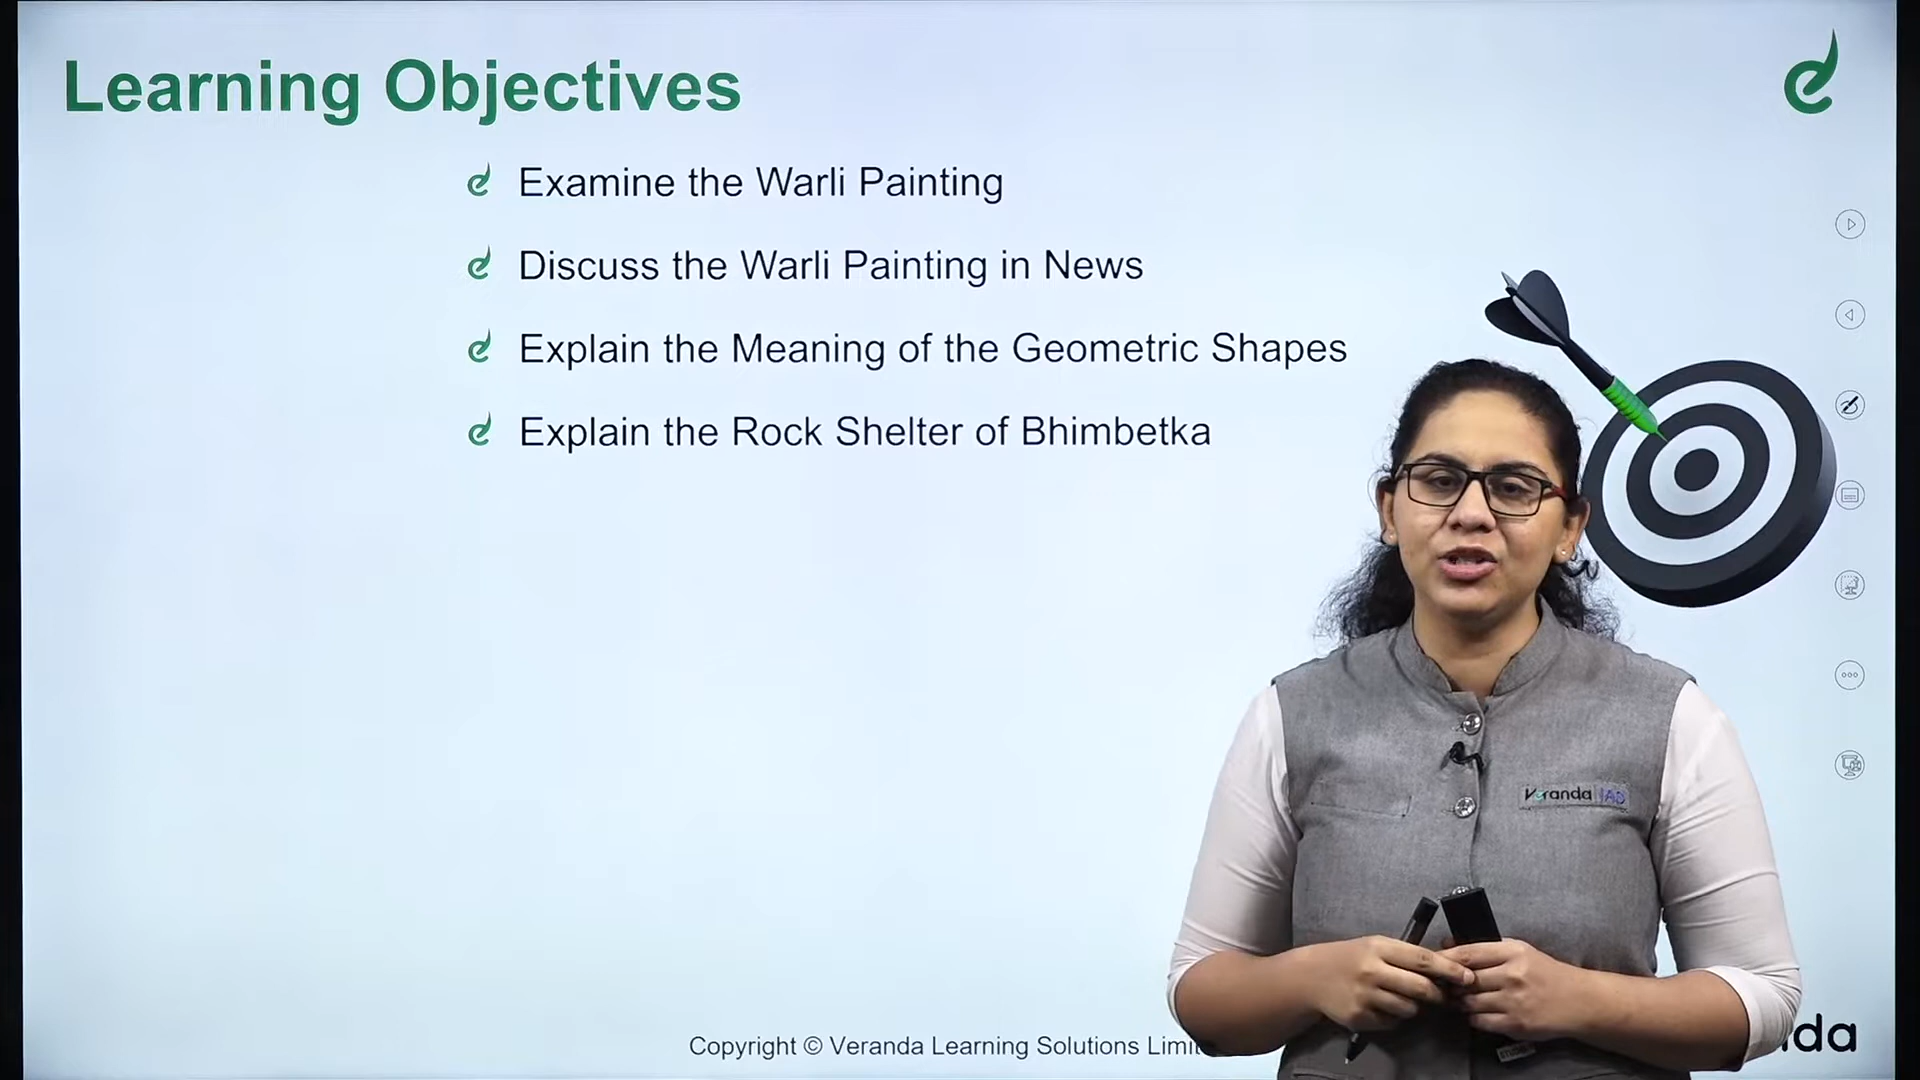 Learning Objectives
Examine the Warli Painting
Discuss the Warli Painting in News
Explain the Meaning of the Geometric Shapes
Explain the Rock Shelter of Bhimbetka
Veranda IAS
Copyright © Veranda Learning Solutions